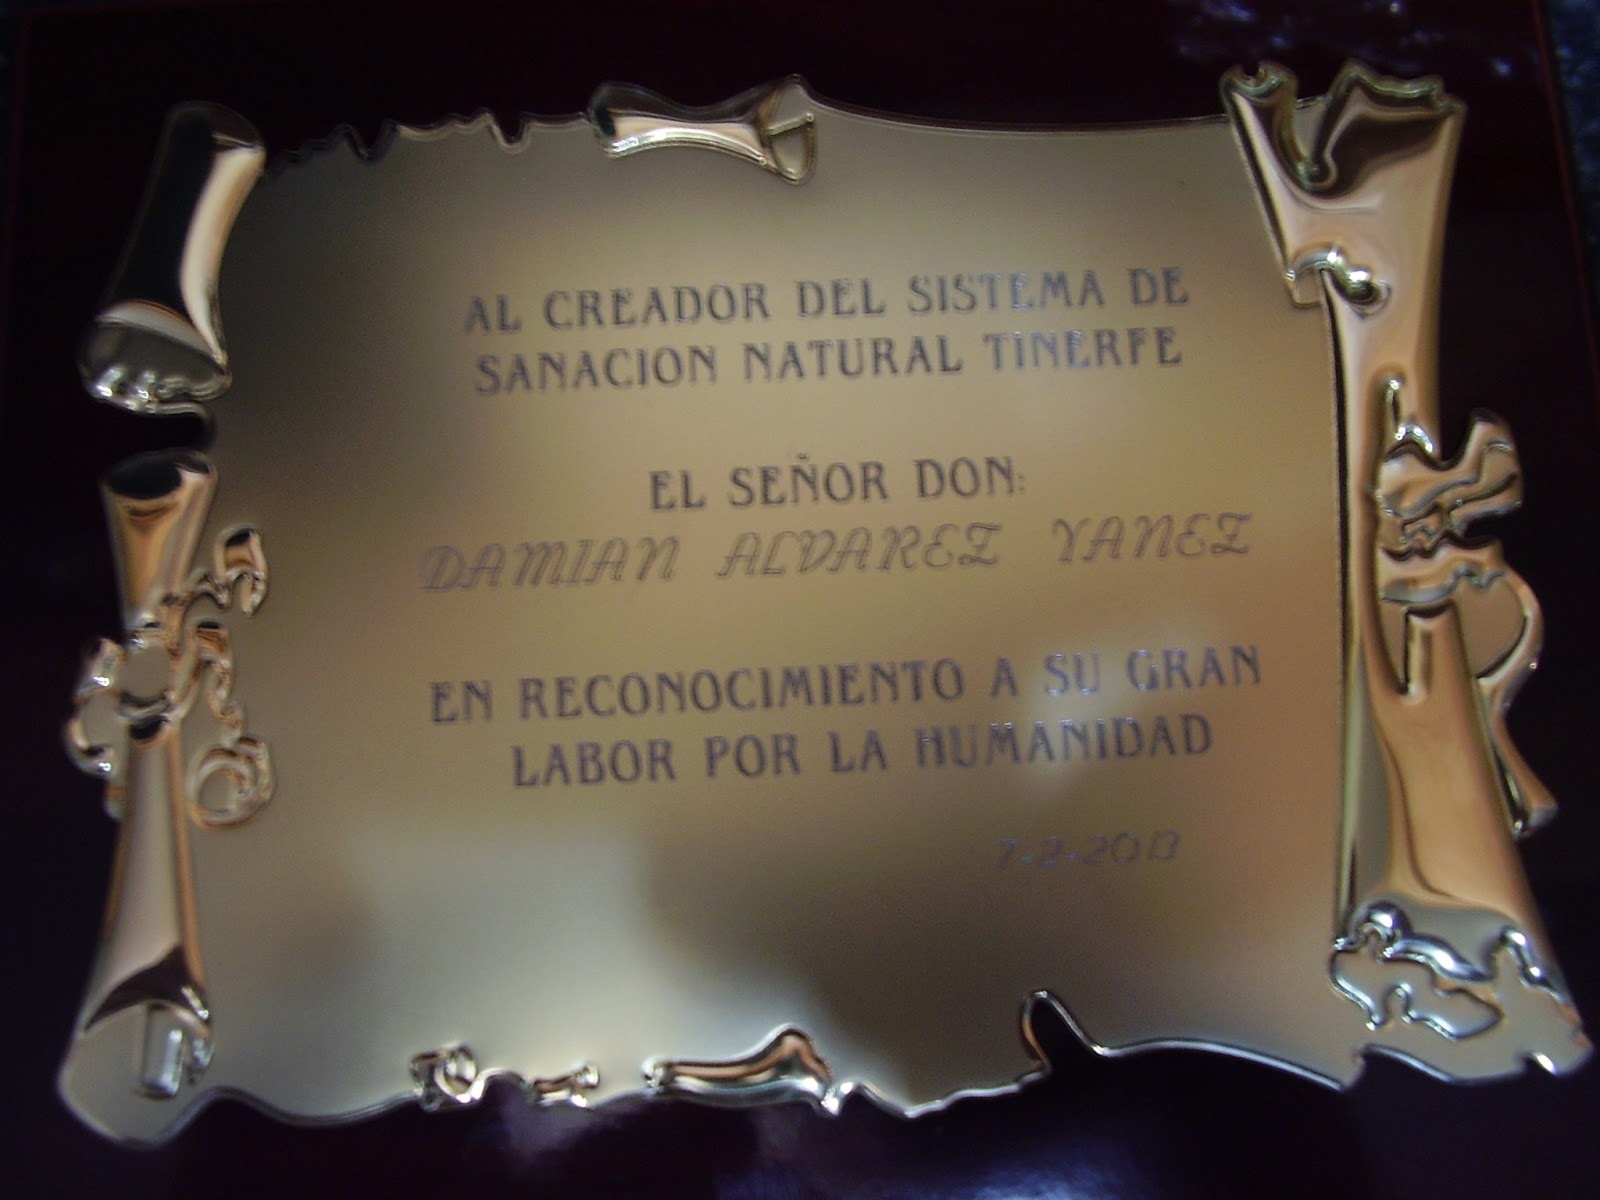 AL CREADOR DEL SISTEMA DE
SANACION NATURAL TINERFE
EL SEÑOR DON:
DAMIAN ALVAREZ YANEZ
EN RECONOCIMIENTO A SU GRAN
LABOR POR LA HUMANIDAD
7-2-2013